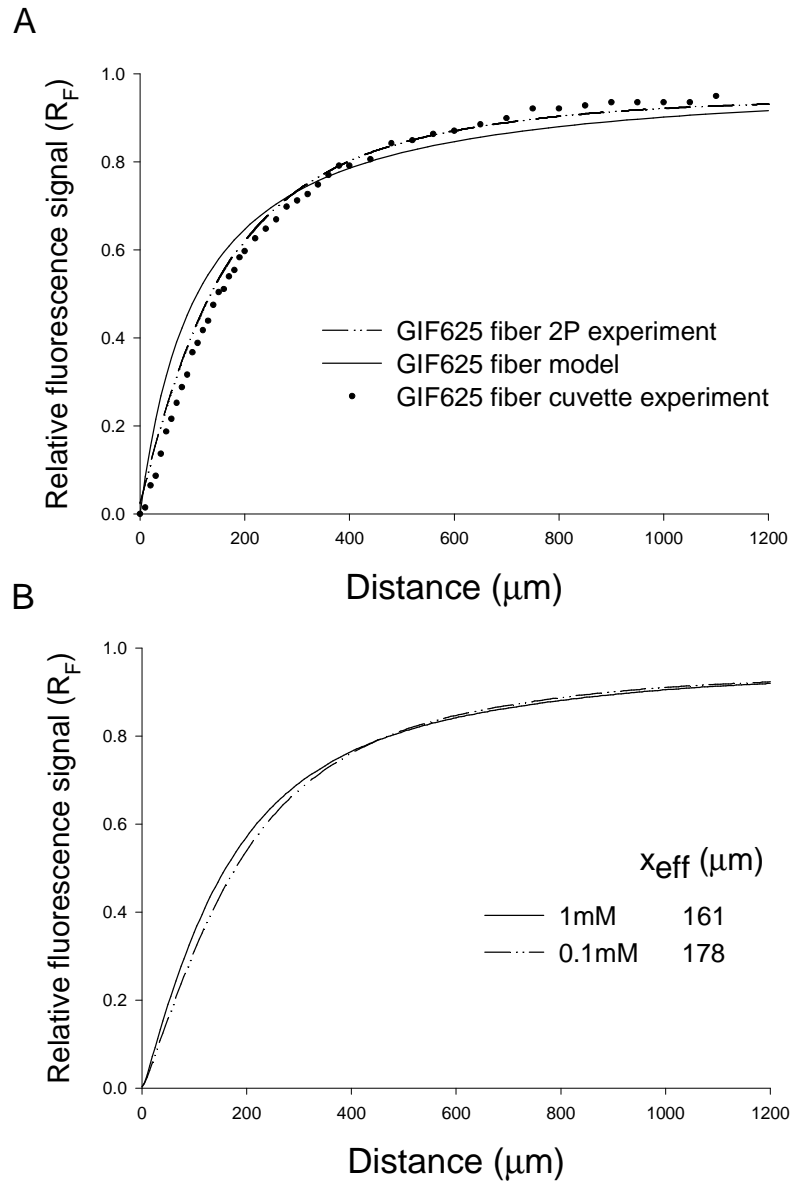 A
Relative fluorescence signal (RF)
1.0
0.8
0.6
0.4
0.2
0.0
GIF625 fiber 2P experiment
GIF625 fiber model
GIF625 fiber cuvette experiment
0 200 400 600 800 1000 1200
Distance (μm)
B
Relative fluorescence signal (RF)
1.0
0.8
0.6
0.4
0.2
0.0
xeff (μm)
1mM 161
0.1mM 178
0 200 400 600 800 1000 1200
Distance (μm)